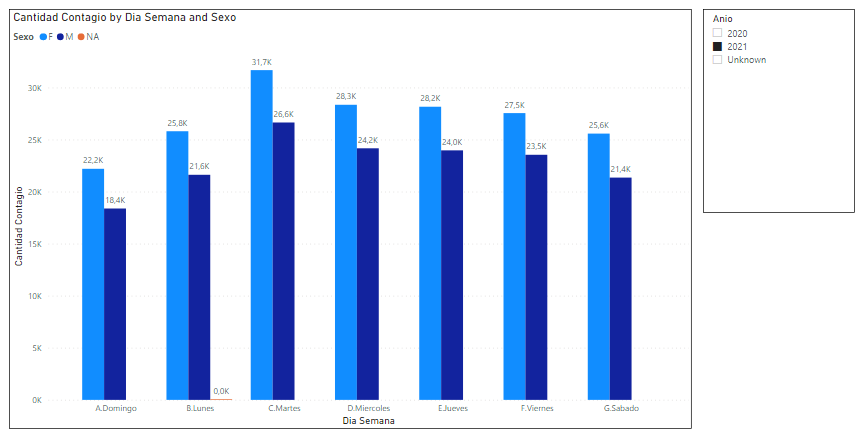 Cantidad Contagio by Dia Semana and Sexo
Sexo F M NA
Cantidad Contagio
30K
25K
20K
15K
10K
5K
0K
22,2K
18,4K
25,8K
21,6K
0,0K
31,7K
26,6K
28,3K
24,2K
28,2K
24,0K
27,5K
23,5K
25,6K
21,4K
A.Domingo
B.Lunes
C.Martes
D.Miercoles
E.Jueves
F.Viernes
G.Sabado
Dia Semana
Anio
2020
2021
Unknown